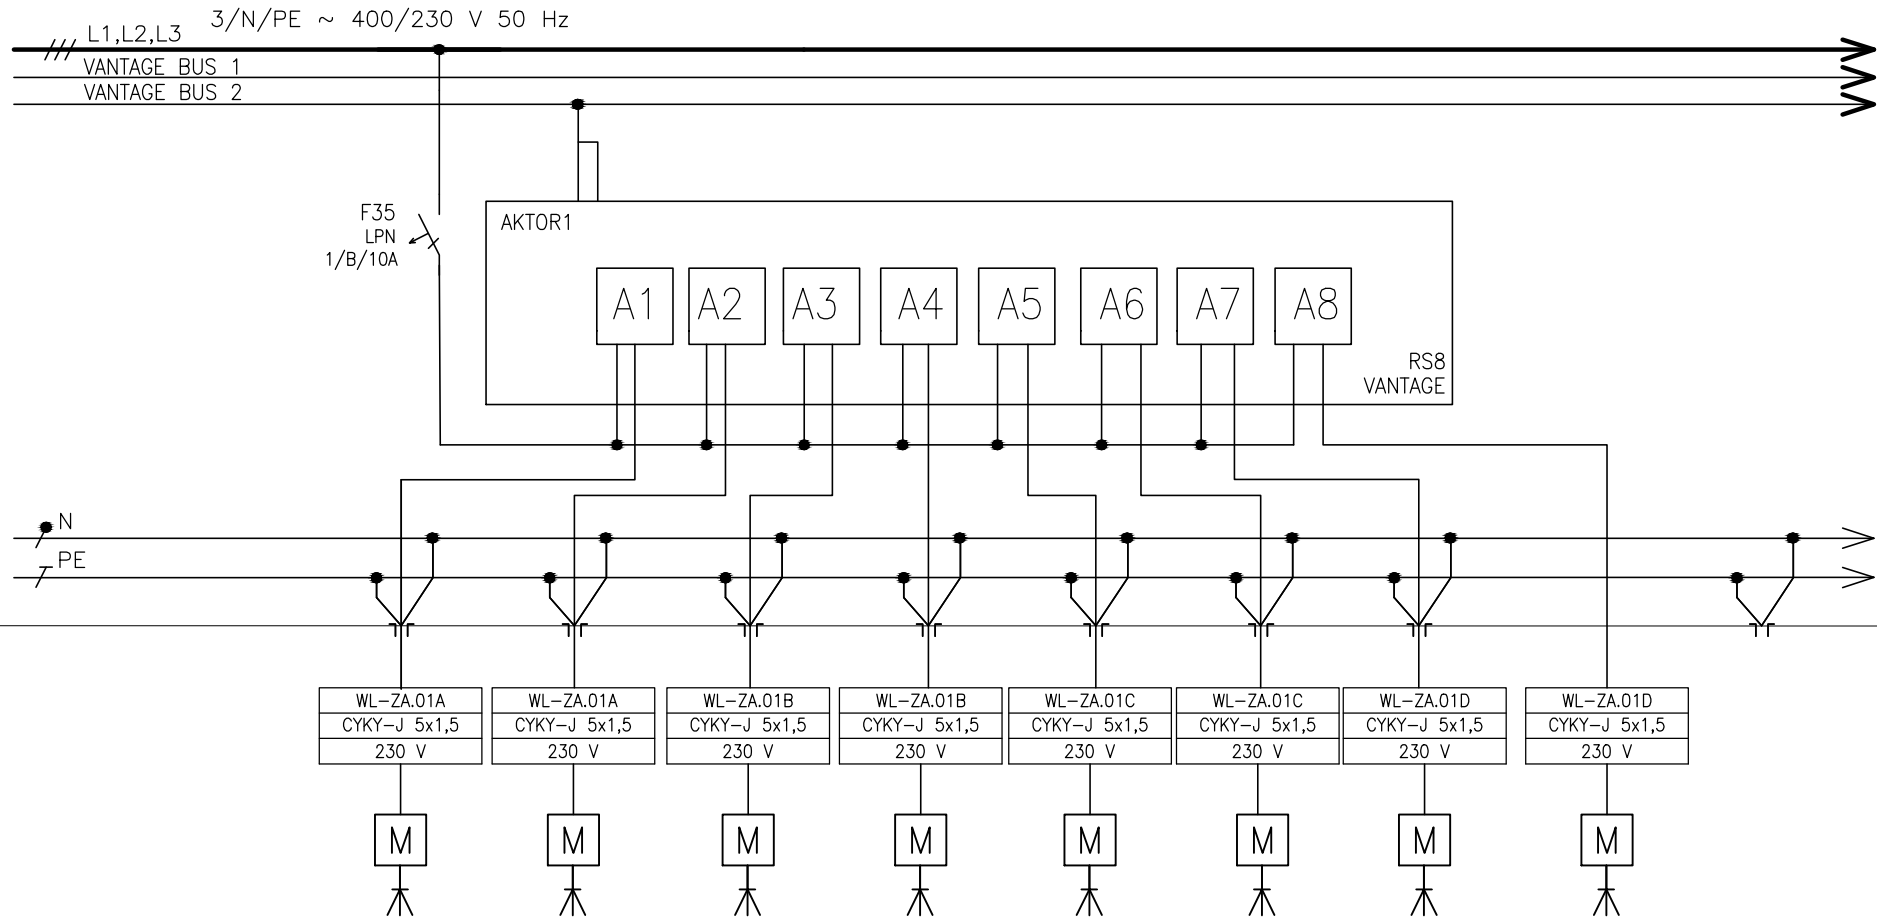 3/N/PE ~ 400/230 V 50 Hz
L1,L2,L3
VANTAGE BUS 1
VANTAGE BUS 2
F35
LPN
1/B/10A
AKTOR1
A1 A2 A3 A4 A5 A6 A7 A8
RS8
VANTAGE
N
PE
WL-ZA.01A WL-ZA.01A WL-ZA.01B WL-ZA.01B WL-ZA.01C WL-ZA.01C WL-ZA.01D WL-ZA.01D
CYKY-J 5x1,5 CYKY-J 5x1,5 CYKY-J 5x1,5 CYKY-J 5x1,5 CYKY-J 5x1,5 CYKY-J 5x1,5 CYKY-J 5x1,5 CYKY-J 5x1,5
230 V 230 V 230 V 230 V 230 V 230 V 230 V 230 V
M M M M M M M M